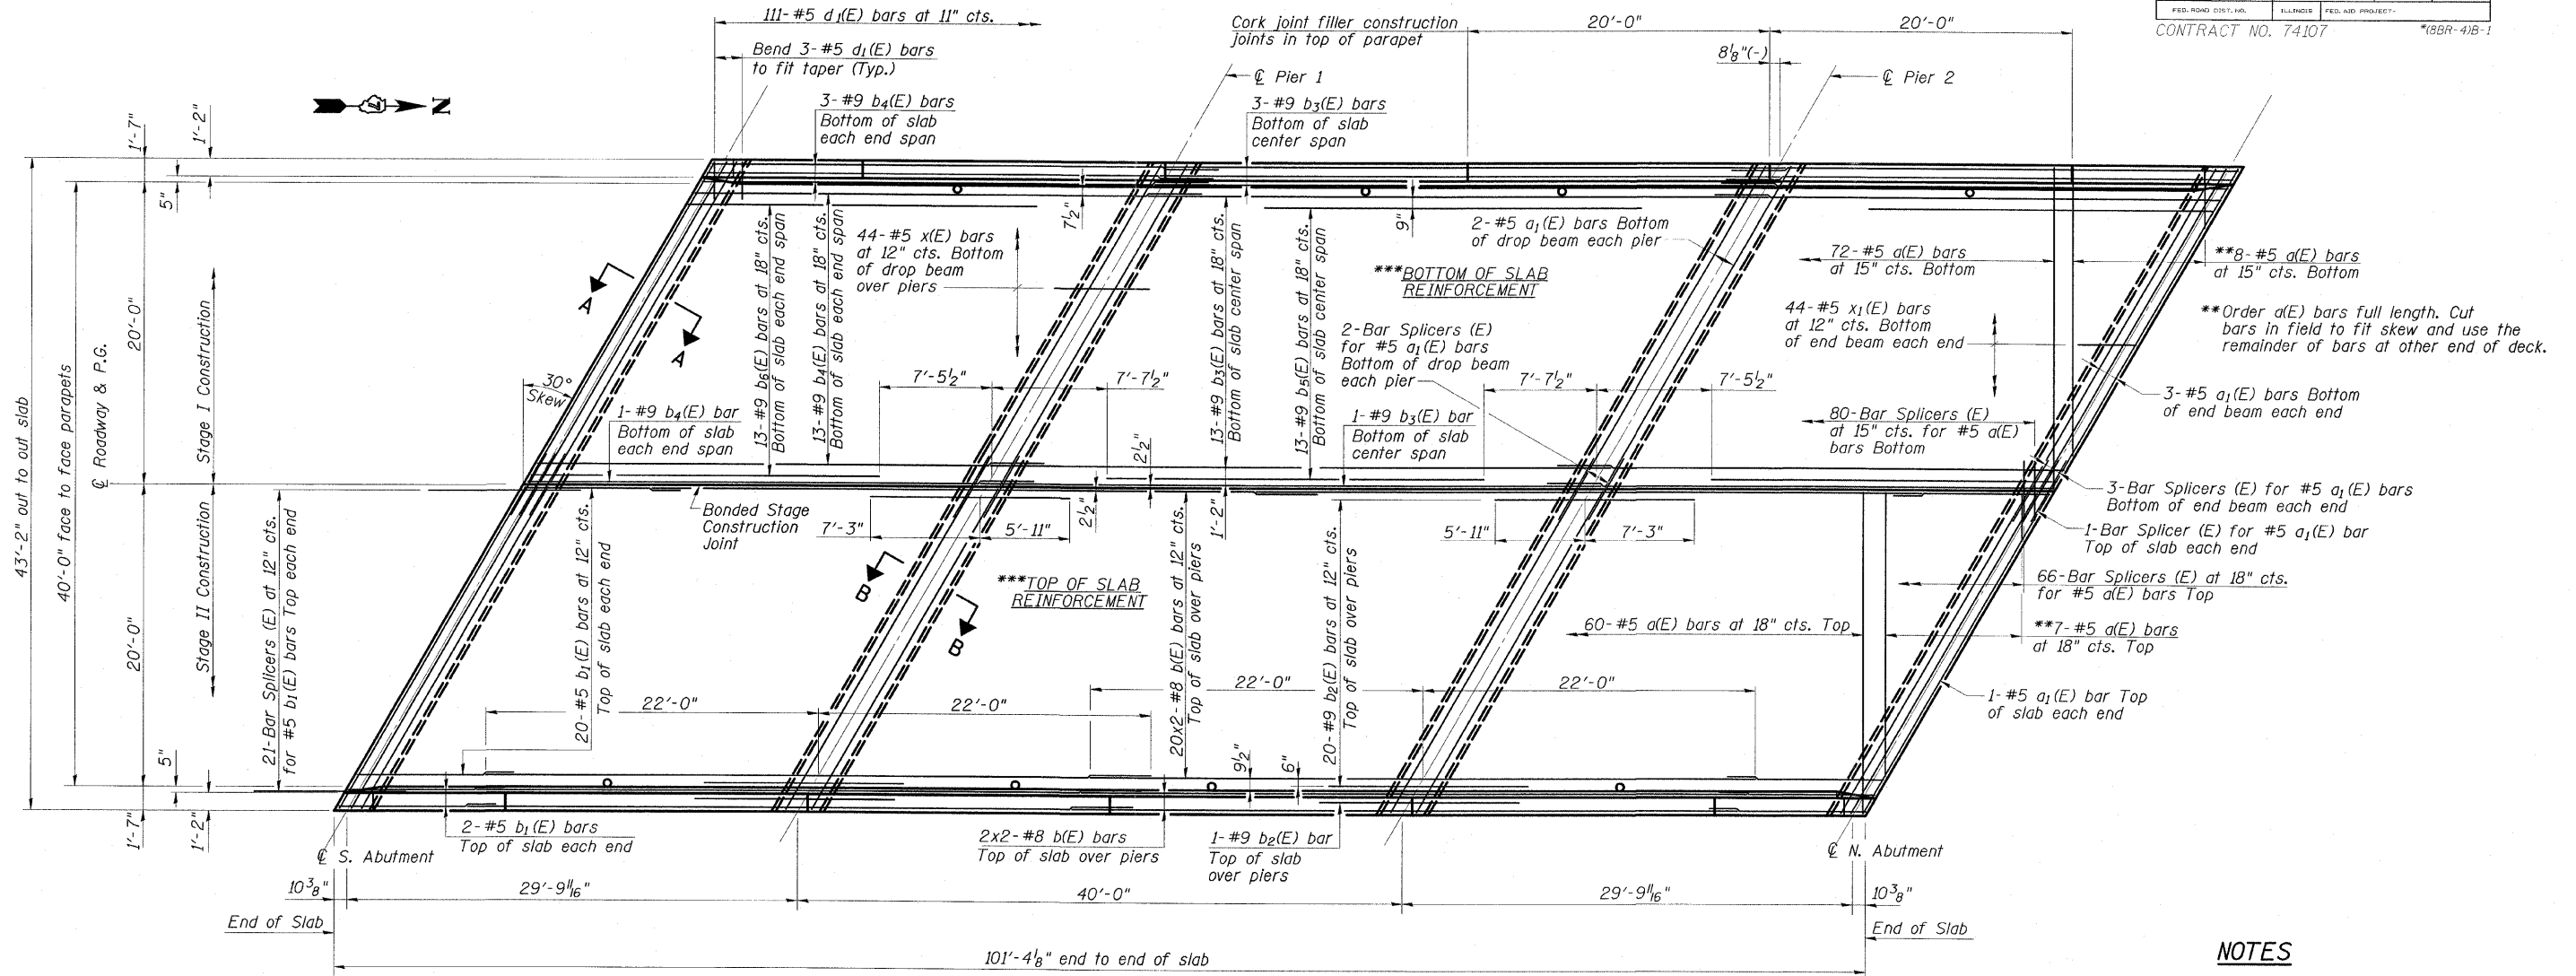 111-#5 d1(E) bars at 11" cts.
Bend 3-#5 d1(E) bars
to fit taper (Typ.)
Cork joint filler construction
joints in top of parapet
20'-0"
20'-0"
8⅛"(-)
FED. ROAD DIST. NO.
ILLINOIS
FED. AID PROJECT-
CONTRACT NO. 74107
*(8BR-4)B-1
℄ Pier 1
℄ Pier 2
N
3-#9 b4(E) bars
Bottom of slab
each end span
3-#9 b3(E) bars
Bottom of slab
center span
1'-7"
1'-2"
5"
43'-2" out to out slab
40'-0" face to face parapets
℄ Roadway & P.G.
20'-0"
20'-0"
Stage I Construction
Stage II Construction
A
A
30°
Skew
13-#9 b6(E) bars at 18" cts.
Bottom of slab each end span
13-#9 b4(E) bars at 18" cts.
Bottom of slab each end span
44-#5 x(E) bars
at 12" cts. Bottom
of drop beam
over piers
7½"
9"
13-#9 b3(E) bars at 18" cts.
Bottom of slab center span
13-#9 b5(E) bars at 18" cts.
Bottom of slab center span
2-#5 a1(E) bars Bottom
of drop beam each pier
***BOTTOM OF SLAB
REINFORCEMENT
72-#5 a(E) bars
at 15" cts. Bottom
**8-#5 a(E) bars
at 15" cts. Bottom
44-#5 x1(E) bars
at 12" cts. Bottom
of end beam each end
**Order a(E) bars full length. Cut
bars in field to fit skew and use the
remainder of bars at other end of deck.
2-Bar Splicers (E)
for #5 a1(E) bars
Bottom of drop beam
each pier
7'-5½"
7'-7½"
7'-7½"
7'-5½"
3-#5 a1(E) bars Bottom
of end beam each end
1-#9 b4(E) bar
Bottom of slab
each end span
1-#9 b3(E) bar
Bottom of slab
center span
80-Bar Splicers (E)
at 15" cts. for #5 a(E)
bars Bottom
2½"
2½"
1'-2"
Bonded Stage
Construction
Joint
7'-3"
5'-11"
5'-11"
7'-3"
3-Bar Splicers (E) for #5 a1(E) bars
Bottom of end beam each end
1-Bar Splicer (E) for #5 a1(E) bar
Top of slab each end
66-Bar Splicers (E) at 18" cts.
for #5 a(E) bars Top
21-Bar Splicers (E) at 12" cts.
for #5 b1(E) bars Top each end
20-#5 b1(E) bars at 12" cts.
Top of slab each end
B
B
***TOP OF SLAB
REINFORCEMENT
20x2-#8 b(E) bars at 12" cts.
Top of slab over piers
20-#9 b2(E) bars at 12" cts.
Top of slab over piers
60-#5 a(E) bars at 18" cts. Top
**7-#5 a(E) bars
at 18" cts. Top
1-#5 a1(E) bar Top
of slab each end
22'-0"
22'-0"
22'-0"
22'-0"
5"
1'-7"
1'-2"
9½"
6"
2-#5 b1(E) bars
Top of slab each end
2x2-#8 b(E) bars
Top of slab over piers
1-#9 b2(E) bar
Top of slab
over piers
℄ S. Abutment
℄ N. Abutment
10⅜"
29'-9 11/16"
40'-0"
29'-9 11/16"
10⅜"
End of Slab
End of Slab
101'-4⅛" end to end of slab
NOTES